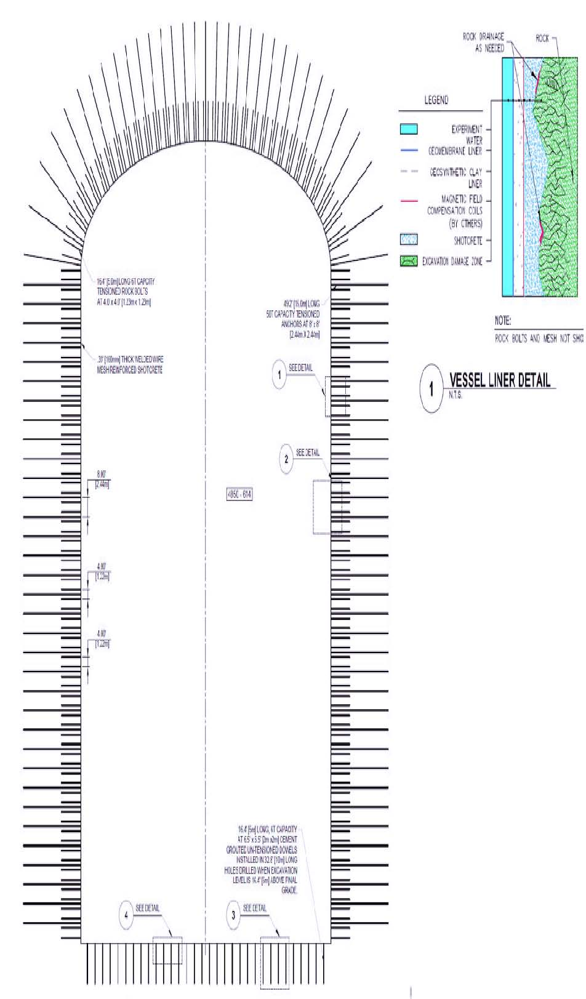 ROCK DRAINAGE
AS NEEDED
ROCK
LEGEND
EXPERIMENT
WATER
GEOMEMBRANE LINER
GEOSYNTHETIC CLAY
LINER
MAGNETIC FIELD
COMPENSATION COILS
(BY OTHERS)
SHOTCRETE
EXCAVATION DAMAGE ZONE
NOTE:
ROCK BOLTS AND MESH NOT SHO
1
VESSEL LINER DETAIL
N.T.S.
16.4' [5.0m] LONG 6T CAPCITY
TENSIONED ROCK BOLTS
AT 4.0 x 4.0' [1.23m x 1.23m]
49.2' [15.0m] LONG
50T CAPACITY TENSIONED
ANCHORS AT 8' x 8'
[2.44m X 2.44m]
.33' [100mm] THICK WELDED WIRE
MESH REINFORCED SHOTCRETE
1
SEE DETAIL
2
SEE DETAIL
8.00'
[2.44m]
4850 - 614
4.00'
[1.22m]
4.00'
[1.22m]
16.4' [5m] LONG, 6T CAPACITY
AT 6.5' x 6.5' [2m x2m] CEMENT
GROUTED UN-TENSIONED DOWELS
INSTALLED IN 32.8' [10m] LONG
HOLES DRILLED WHEN EXCAVATION
LEVEL IS 16.4' [5m] ABOVE FINAL
GRADE.
4
SEE DETAIL
3
SEE DETAIL